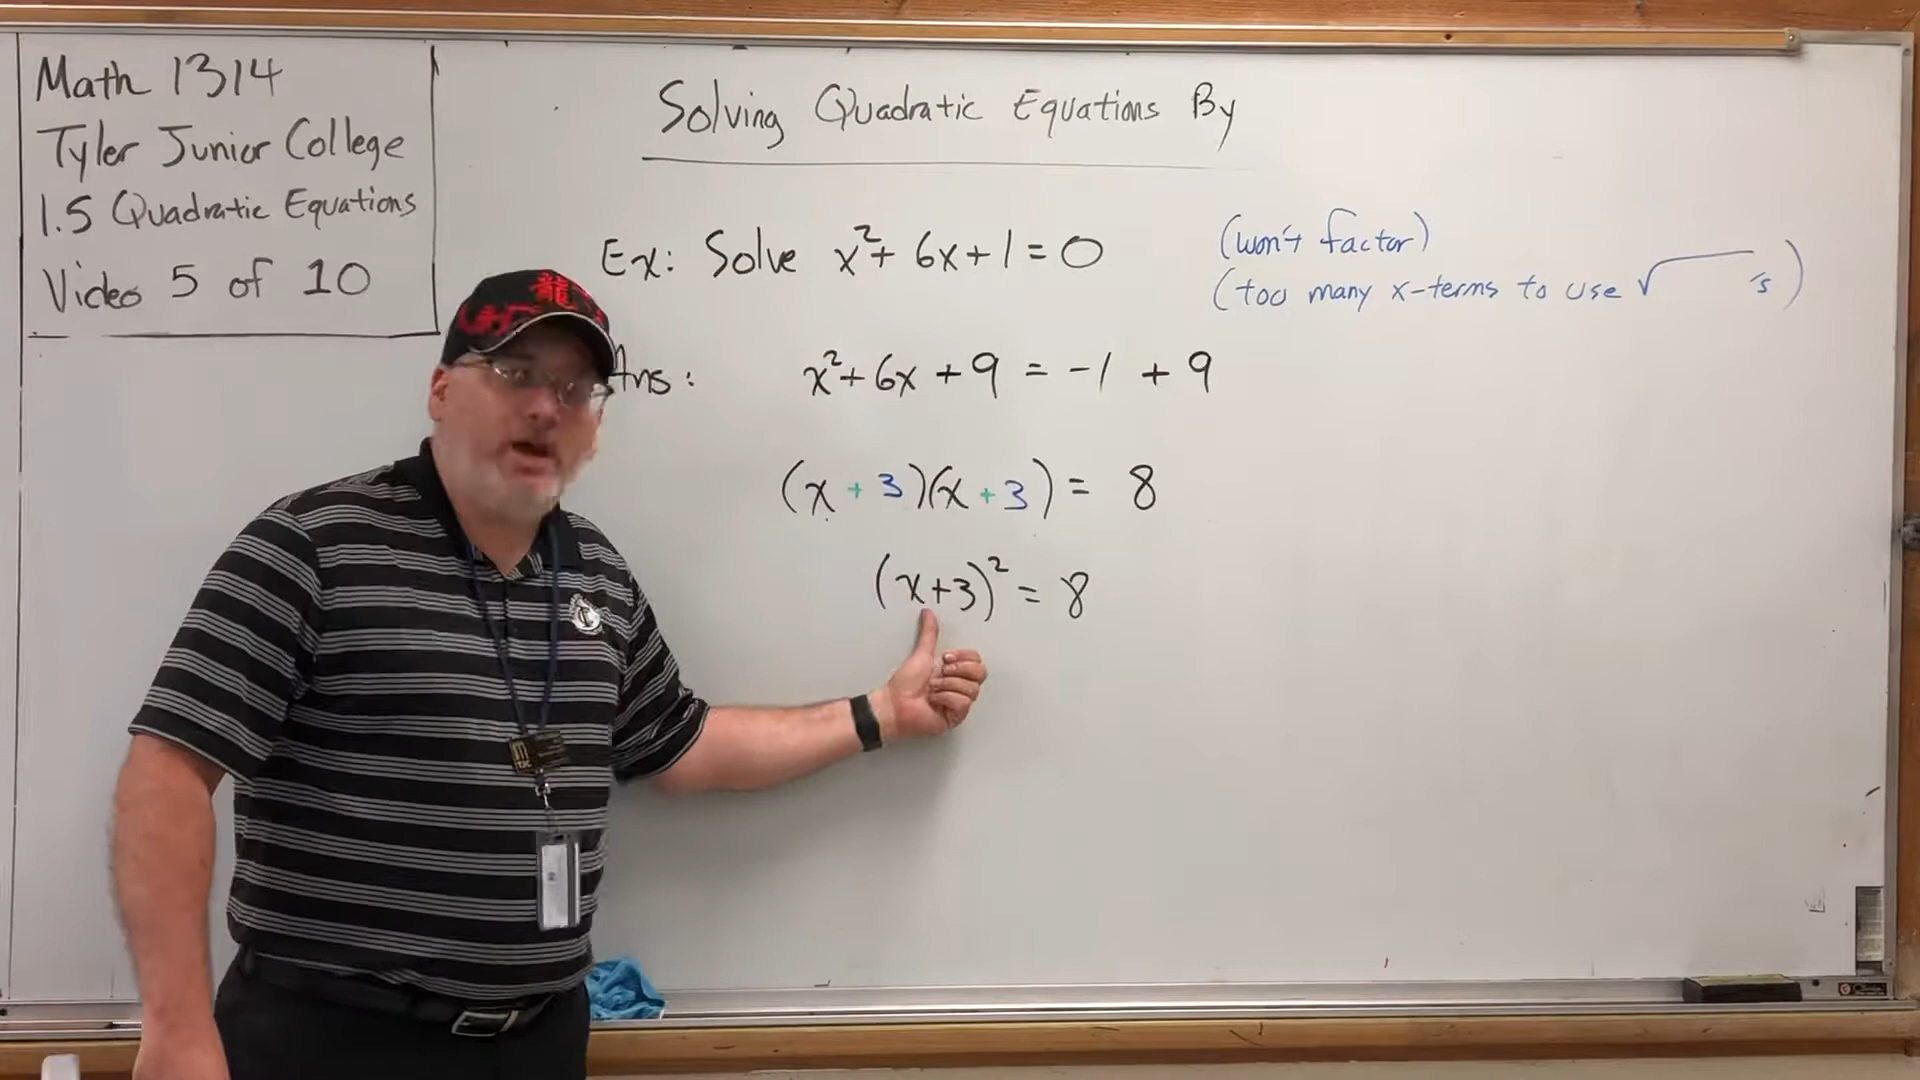 Math 1314
Tyler Junior College
1.5 Quadratic Equations
Video 5 of 10
Solving Quadratic Equations By
Ex: Solve x²+ 6x+1=0
(won't factor)
(too many x-terms to use √ 's)
Ans: x²+6x +9 = -1 +9
(x +3)(x +3) = 8
(x+3)² = 8
龍